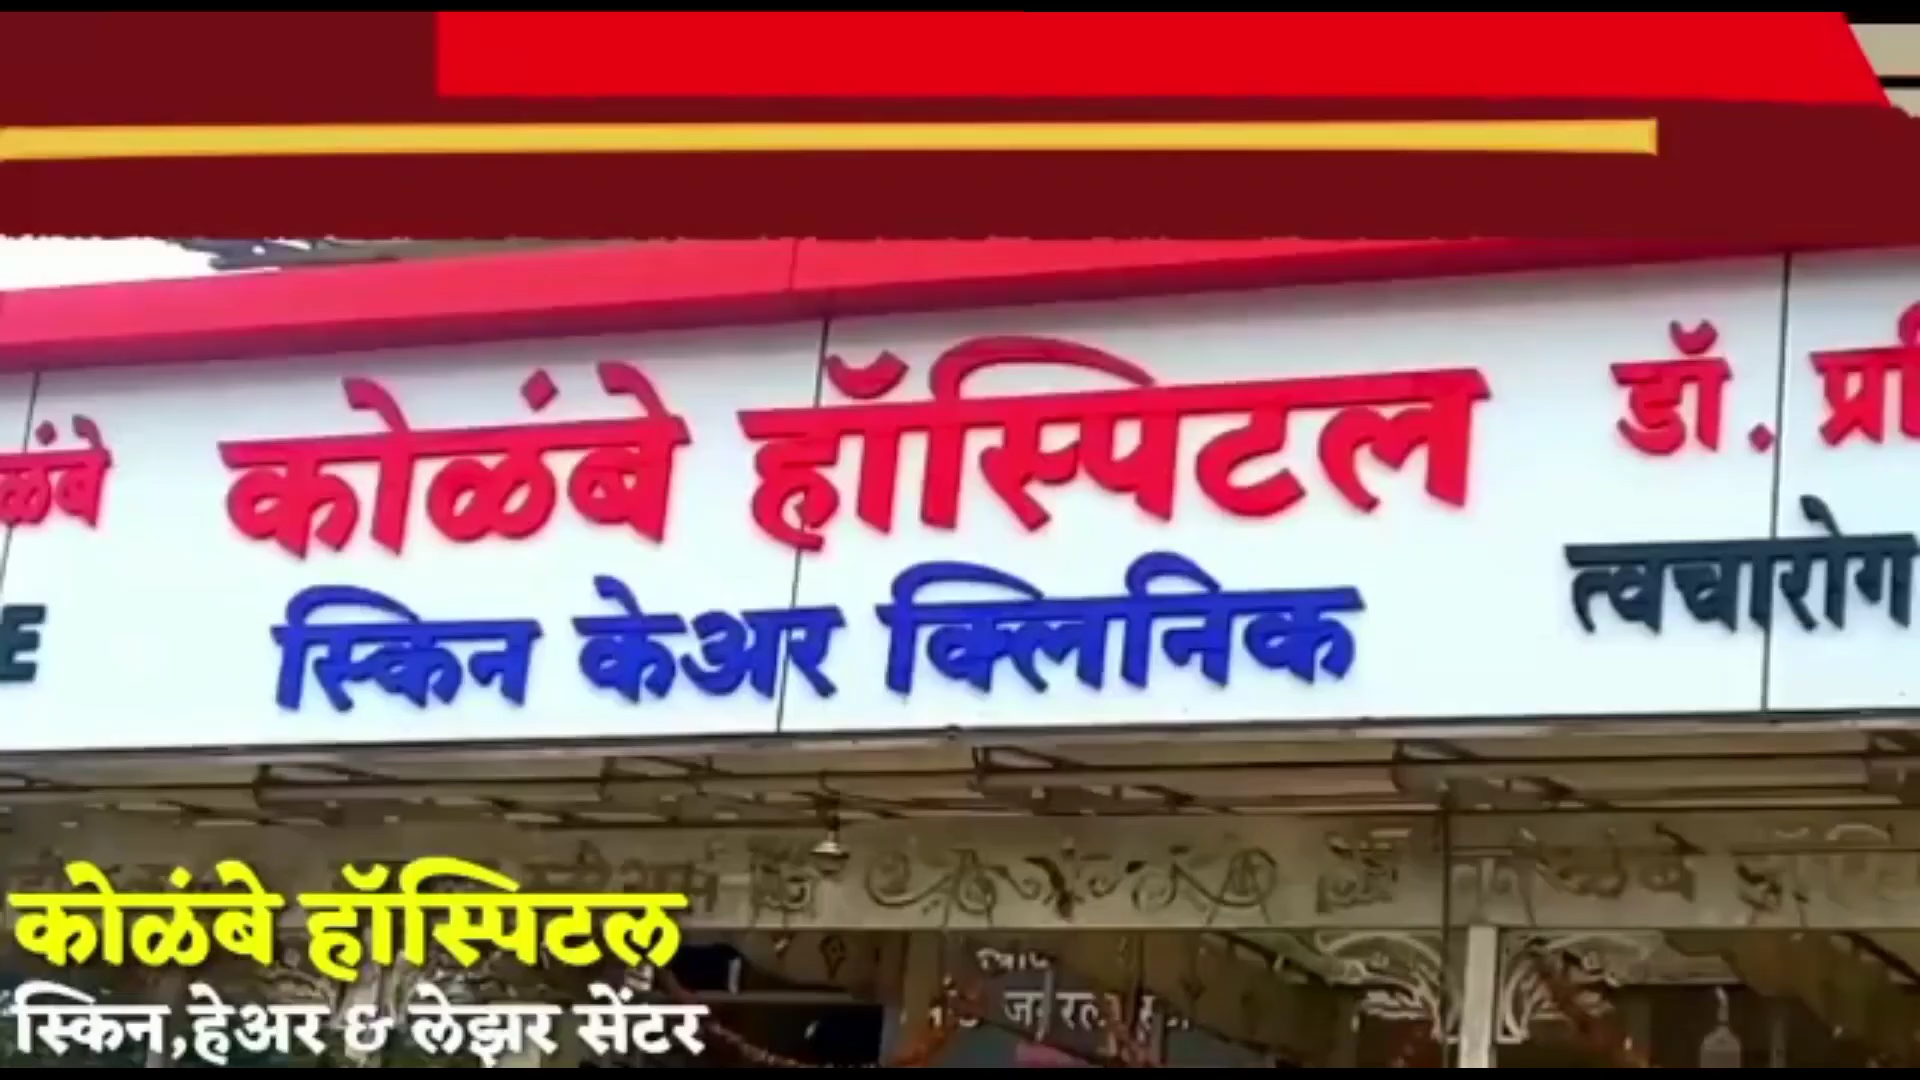 कोळंबे हॉस्पिटल
स्किन केअर क्लिनिक
ळंबे
E
डॉ.
त्वचारोग
कोळंबे हॉस्पिटल
स्किन,हेअर & लेझर सेंटर